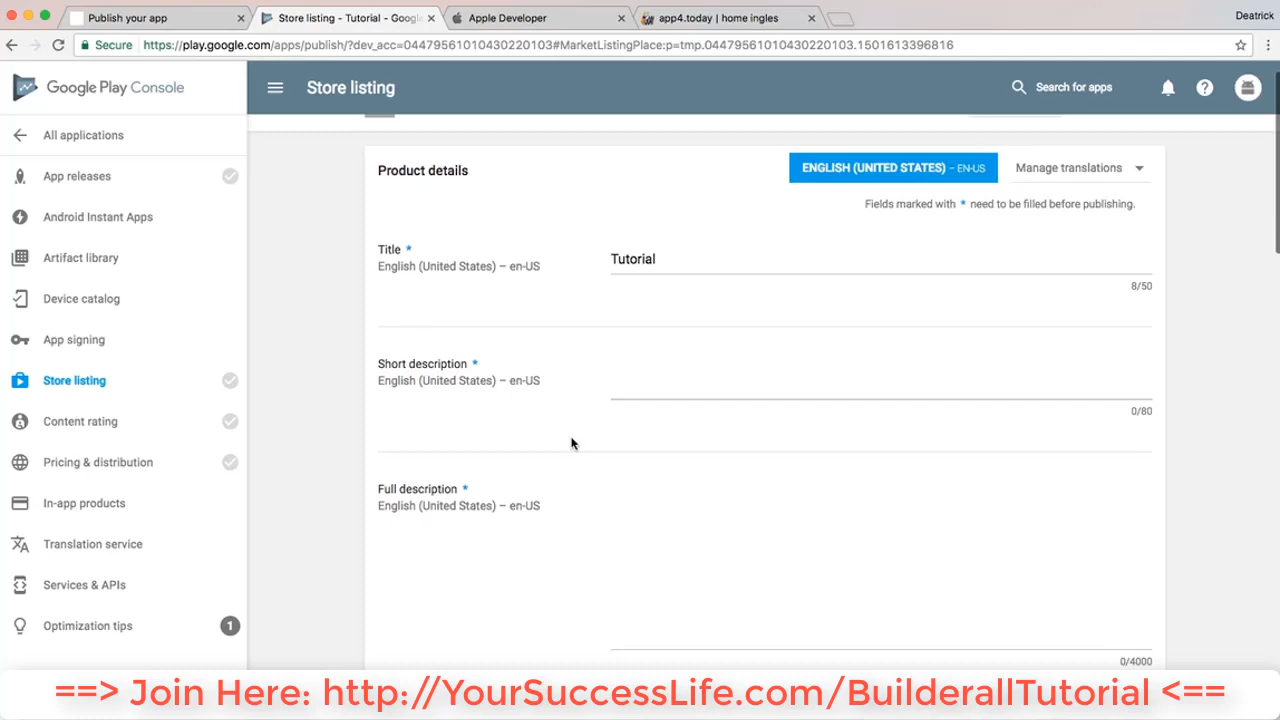 Publish your app
Store listing - Tutorial - Google
Apple Developer
app4.today | home ingles
Deatrick
Secure
https://play.google.com/apps/publish/?dev_acc=04479561010430220103#MarketListingPlace:p=tmp.04479561010430220103.1501613396816
Google Play Console
Store listing
Search for apps
All applications
App releases
Android Instant Apps
Artifact library
Device catalog
App signing
Store listing
Content rating
Pricing & distribution
In-app products
Translation service
Services & APIs
Optimization tips
1
Product details
ENGLISH (UNITED STATES) – EN-US
Manage translations
Fields marked with * need to be filled before publishing.
Title *
English (United States) – en-US
Tutorial
8/50
Short description *
English (United States) – en-US
0/80
Full description *
English (United States) – en-US
0/4000
==> Join Here: http://YourSuccessLife.com/BuilderallTutorial <==